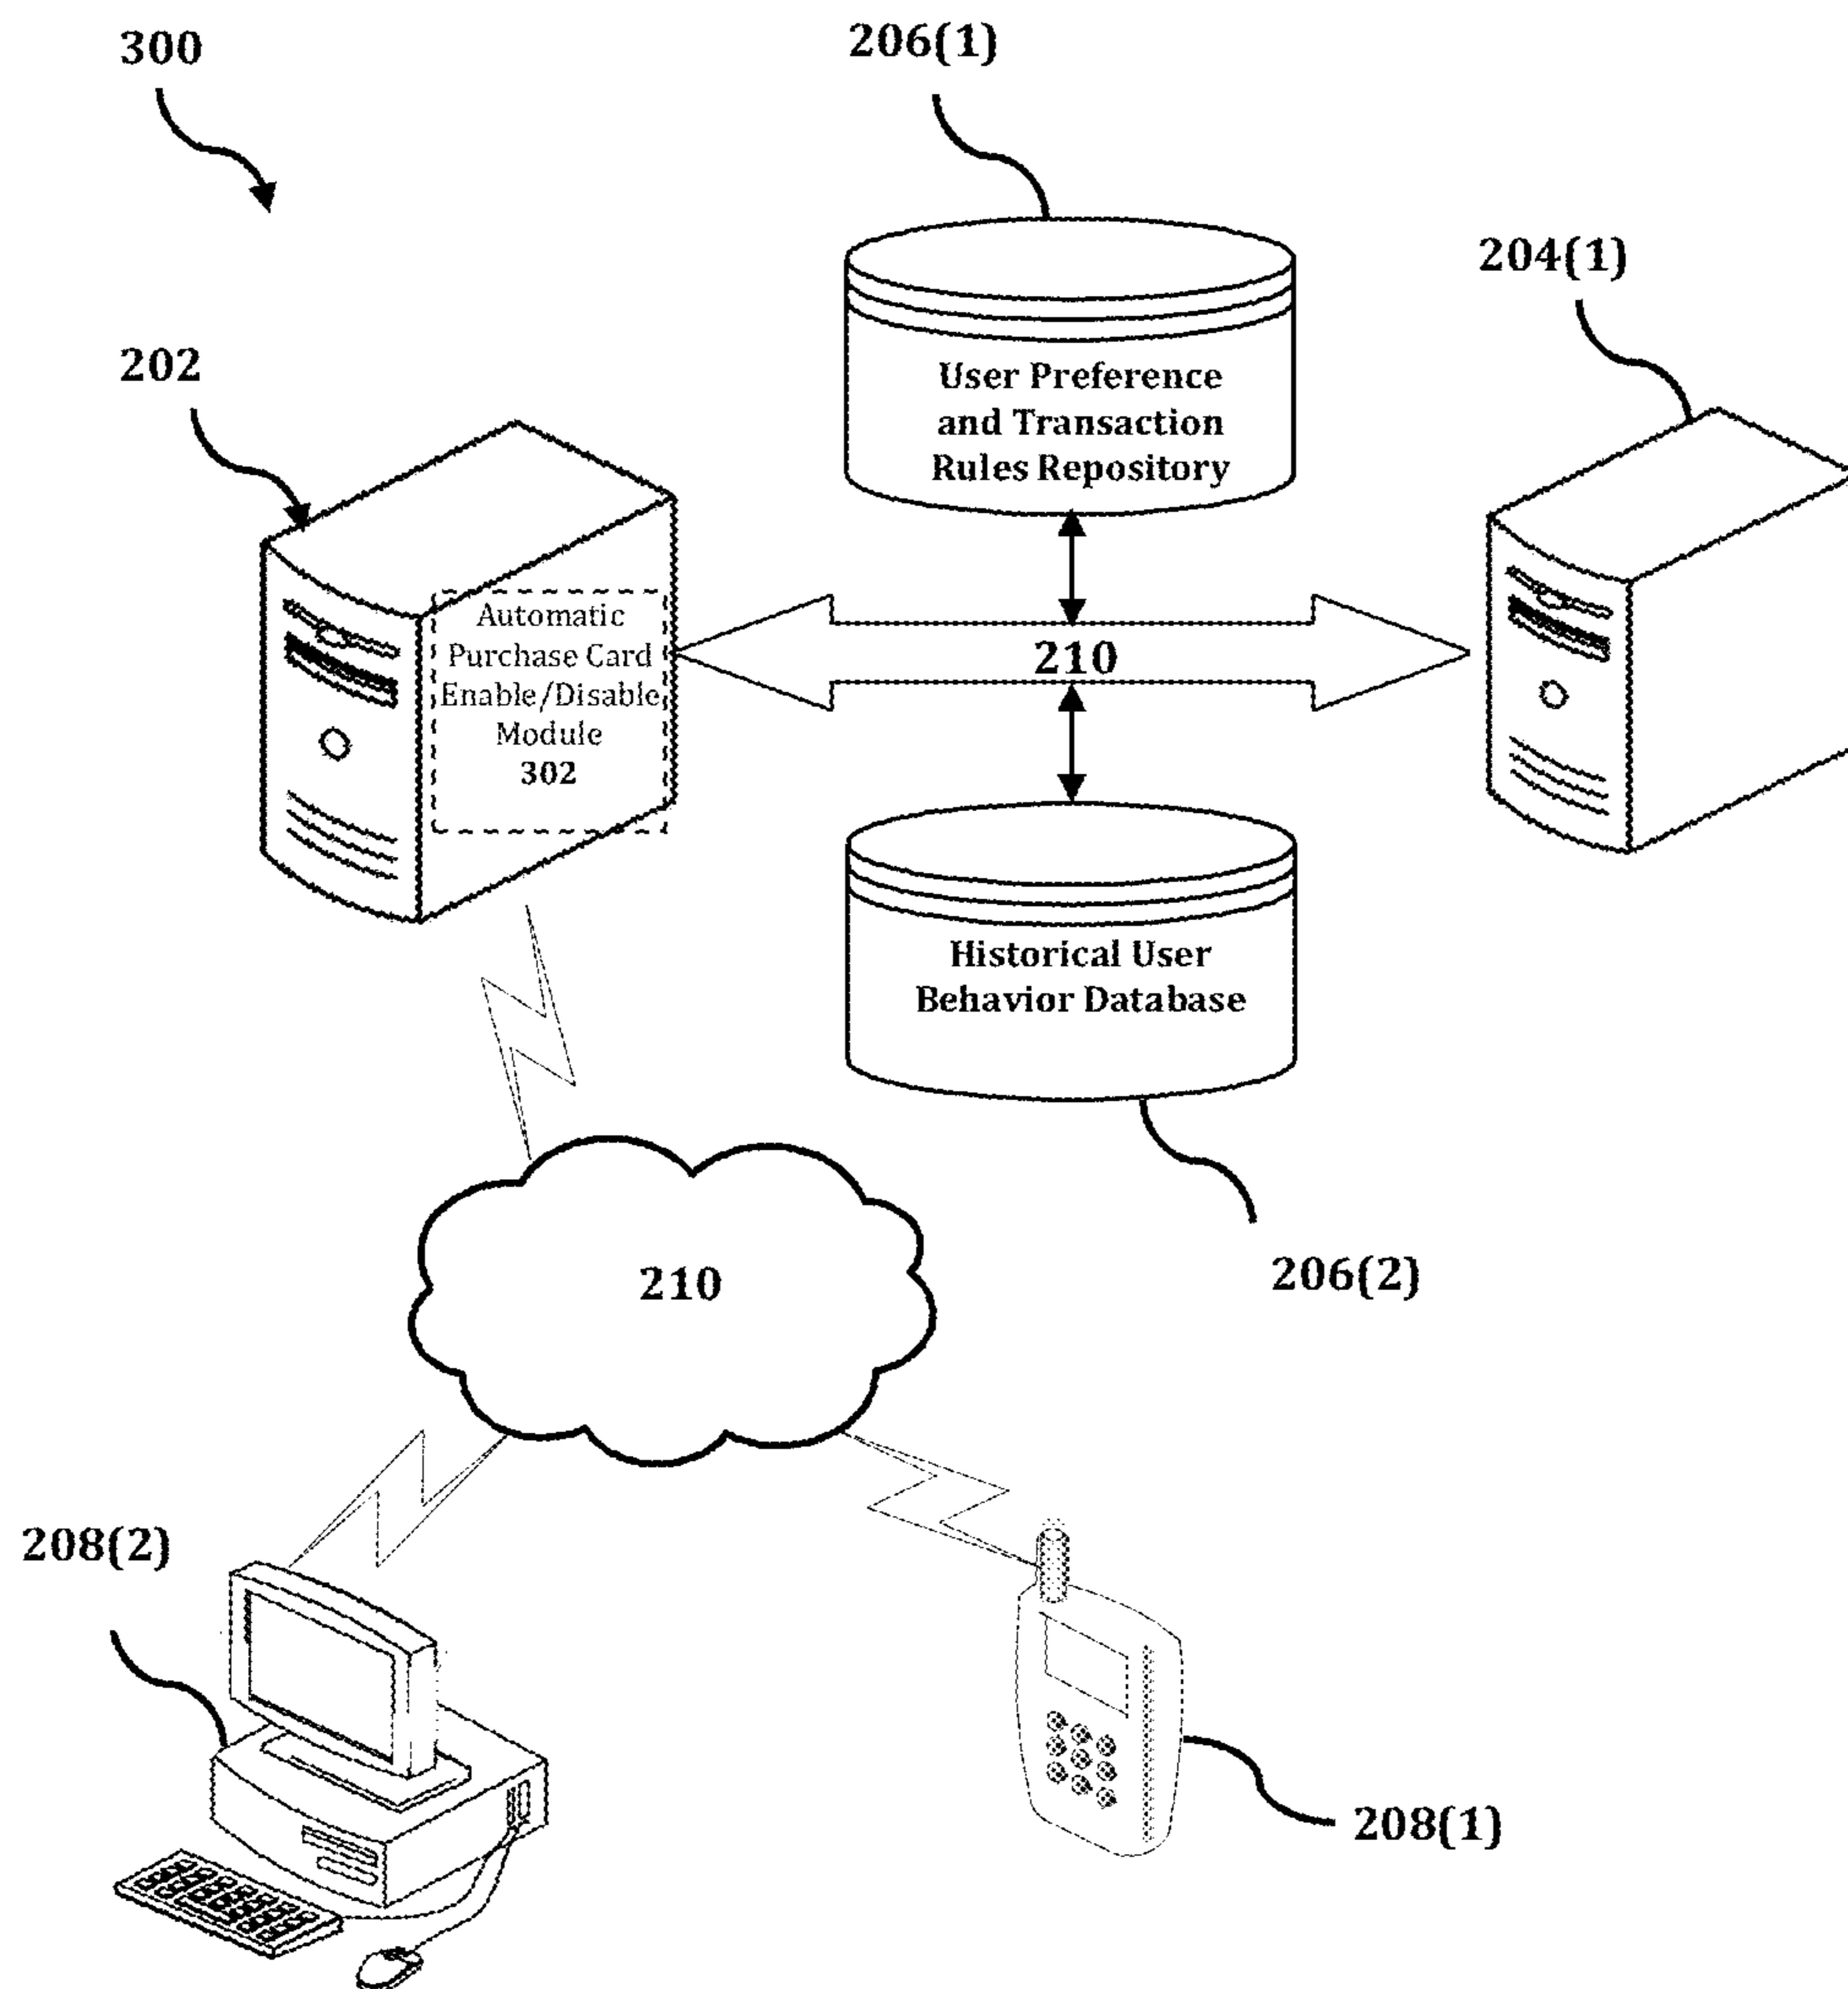 300
206(1)
204(1)
202
User Preference
and Transaction
Rules Repository
Automatic
Purchase Card
Enable/Disable
Module
302
210
Historical User
Behavior Database
206(2)
210
208(2)
208(1)